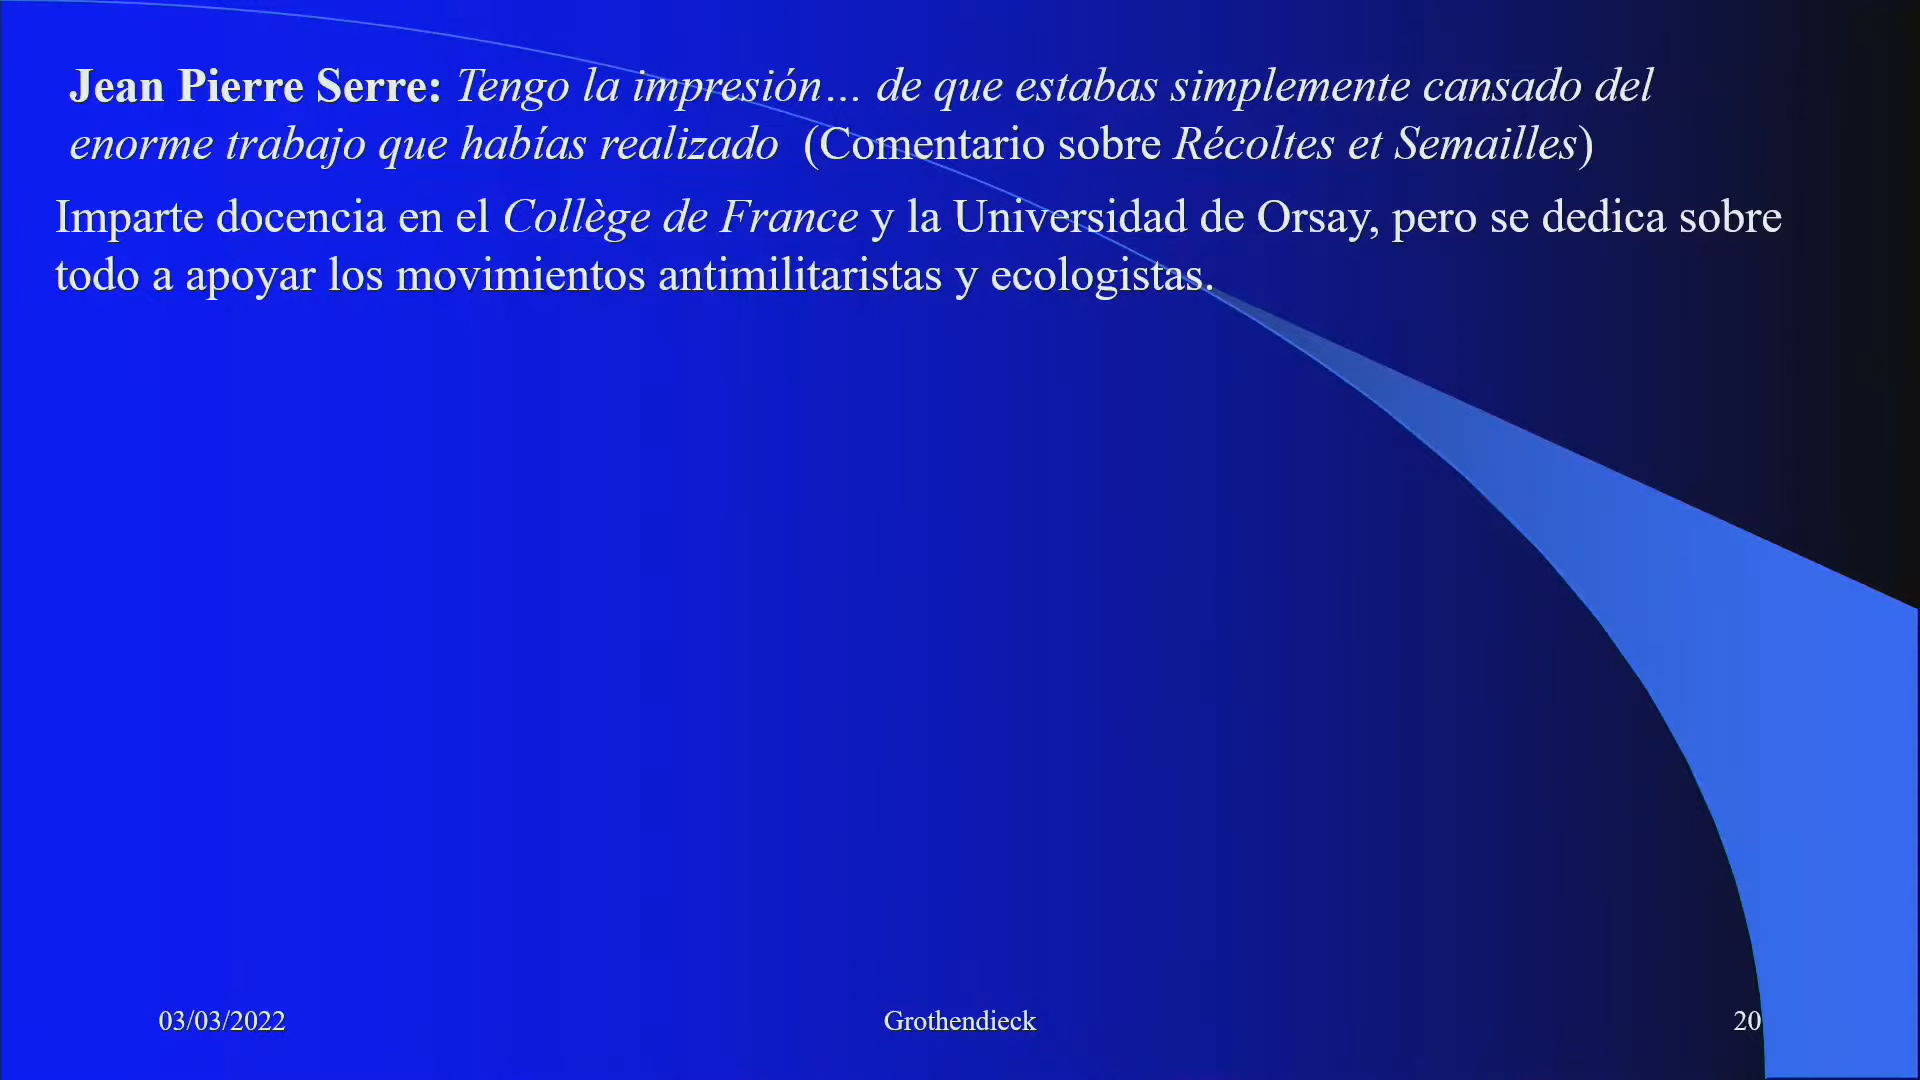 Jean Pierre Serre: Tengo la impresión… de que estabas simplemente cansado del
enorme trabajo que habías realizado (Comentario sobre Récoltes et Semailles)
Imparte docencia en el Collège de France y la Universidad de Orsay, pero se dedica sobre
todo a apoyar los movimientos antimilitaristas y ecologistas.
03/03/2022
Grothendieck
20